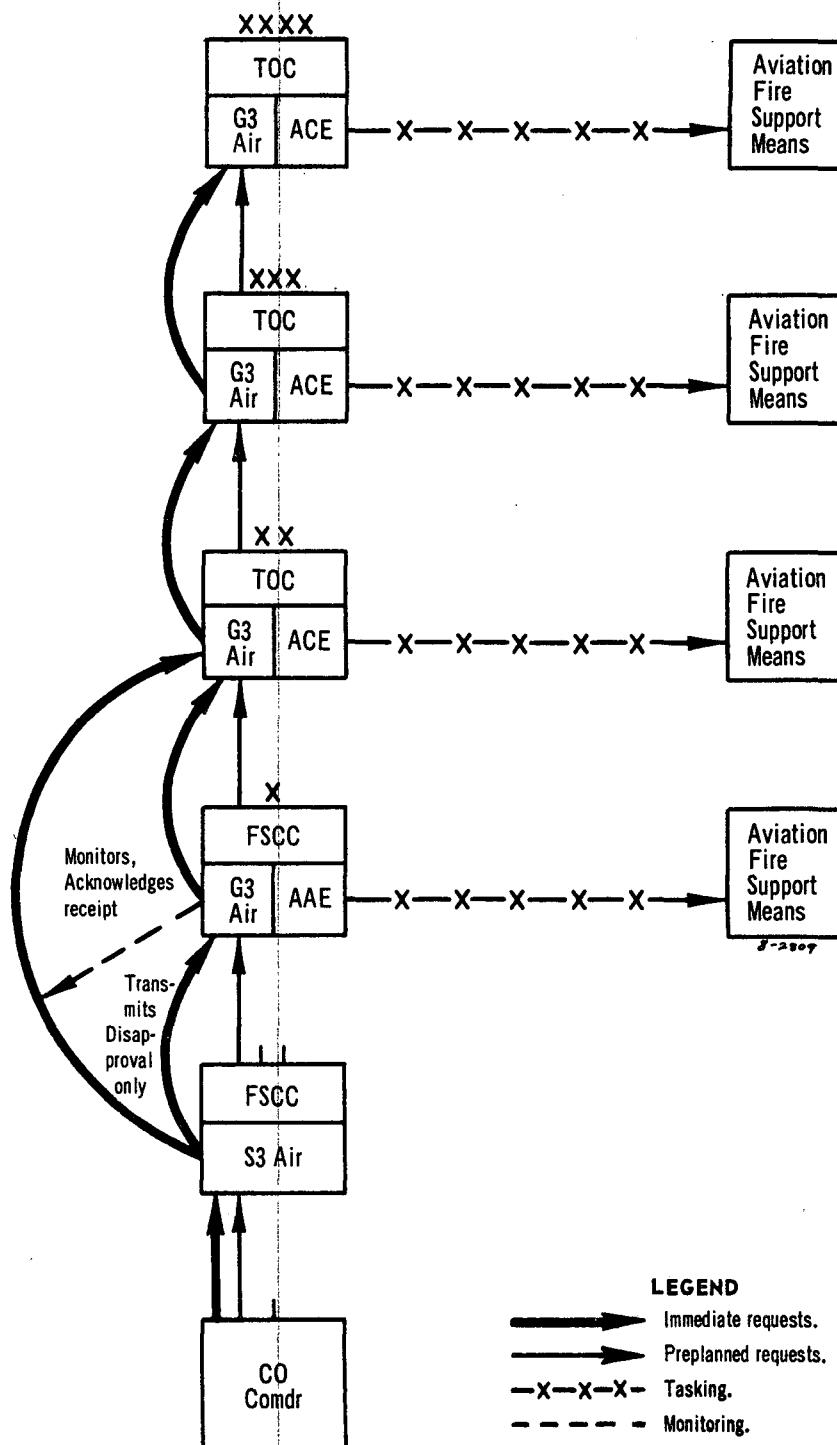 XXXX
TOC
G3
Air
ACE
X X X X X
Aviation
Fire
Support
Means
XXX
TOC
G3
Air
ACE
X X X X X
Aviation
Fire
Support
Means
XX
TOC
G3
Air
ACE
X X X X X
Aviation
Fire
Support
Means
X
FSCC
G3
Air
AAE
X X X X X
Aviation
Fire
Support
Means
8-2809
Monitors,
Acknowledges
receipt
Trans-
mits
Disap-
proval
only
FSCC
S3 Air
CO
Comdr
LEGEND
Immediate requests.
Preplanned requests.
X X X Tasking.
Monitoring.